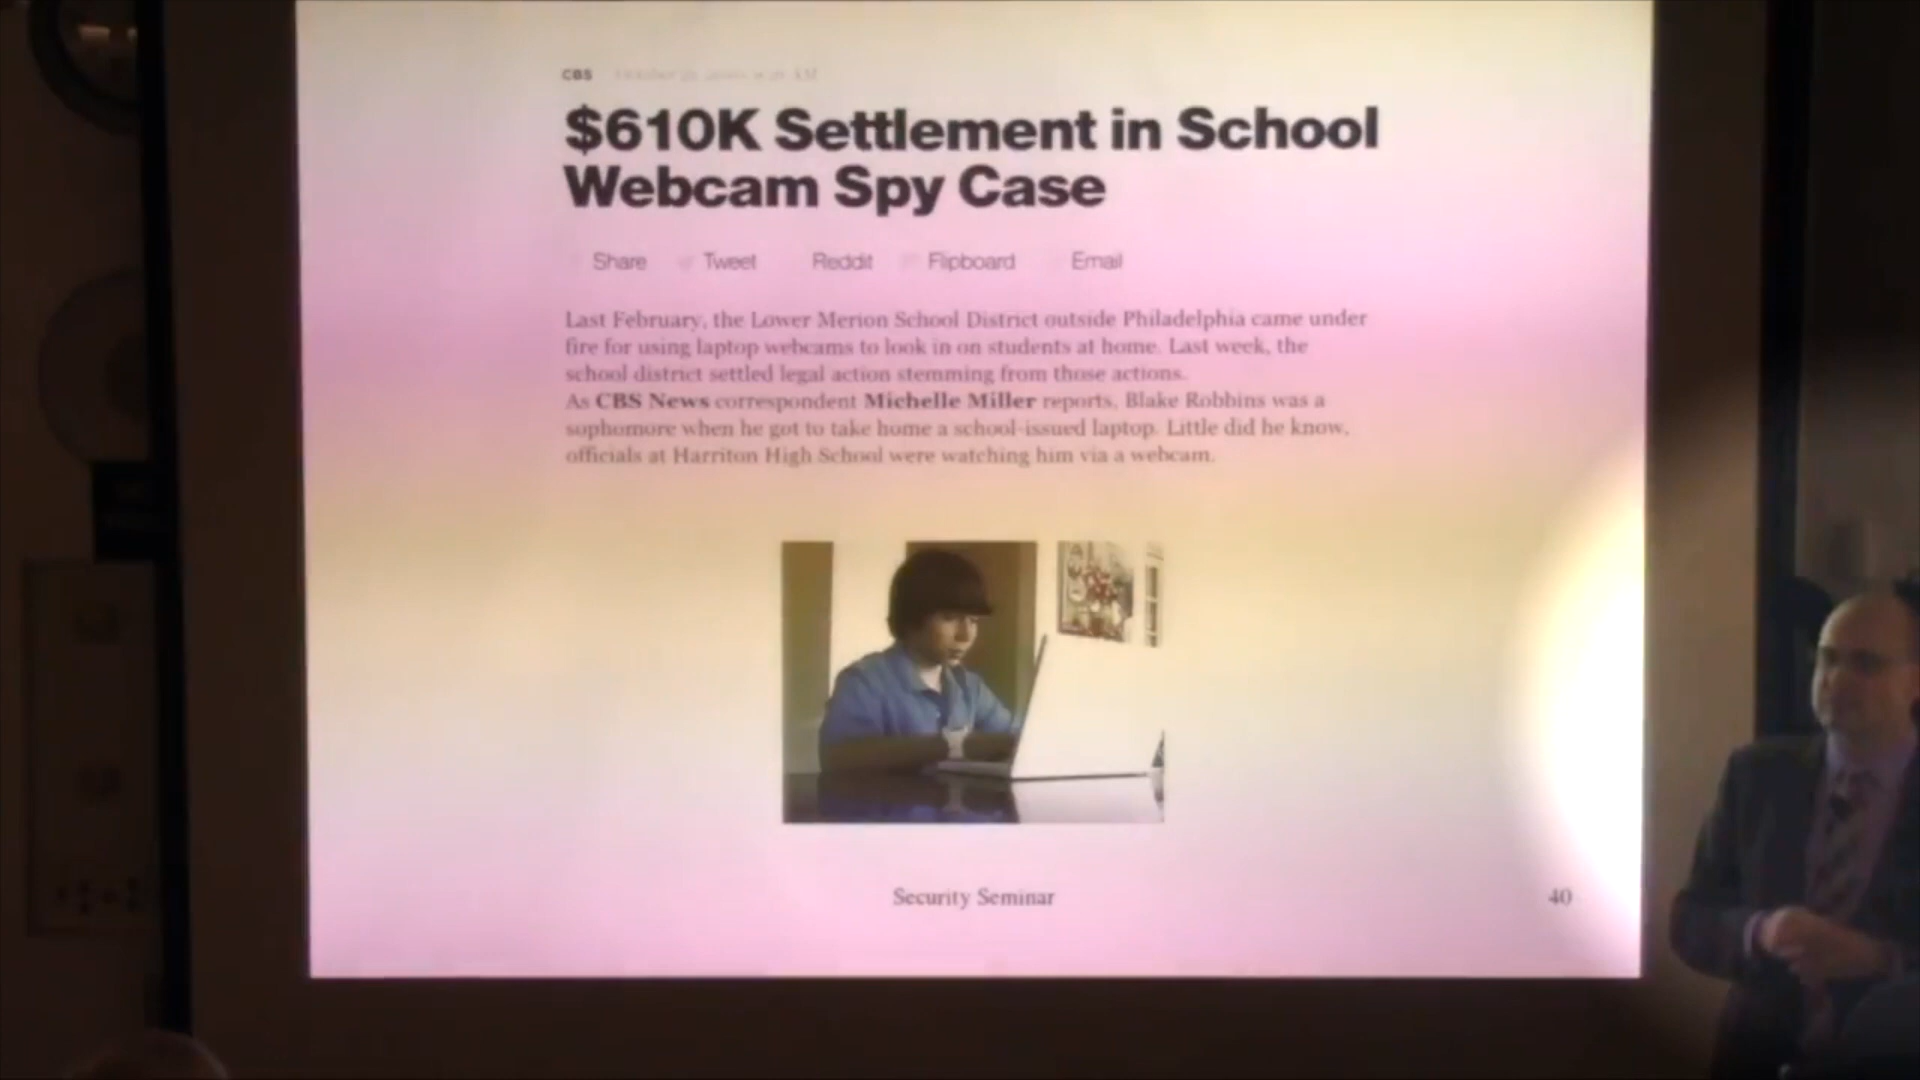 CBS
$610K Settlement in School
Webcam Spy Case
Share Tweet Reddit Flipboard Email
Last February, the Lower Merion School District outside Philadelphia came under
fire for using laptop webcams to look in on students at home. Last week, the
school district settled legal action stemming from those actions.
As CBS News correspondent Michelle Miller reports, Blake Robbins was a
sophomore when he got to take home a school-issued laptop. Little did he know,
officials at Harriton High School were watching him via a webcam.
Security Seminar 40